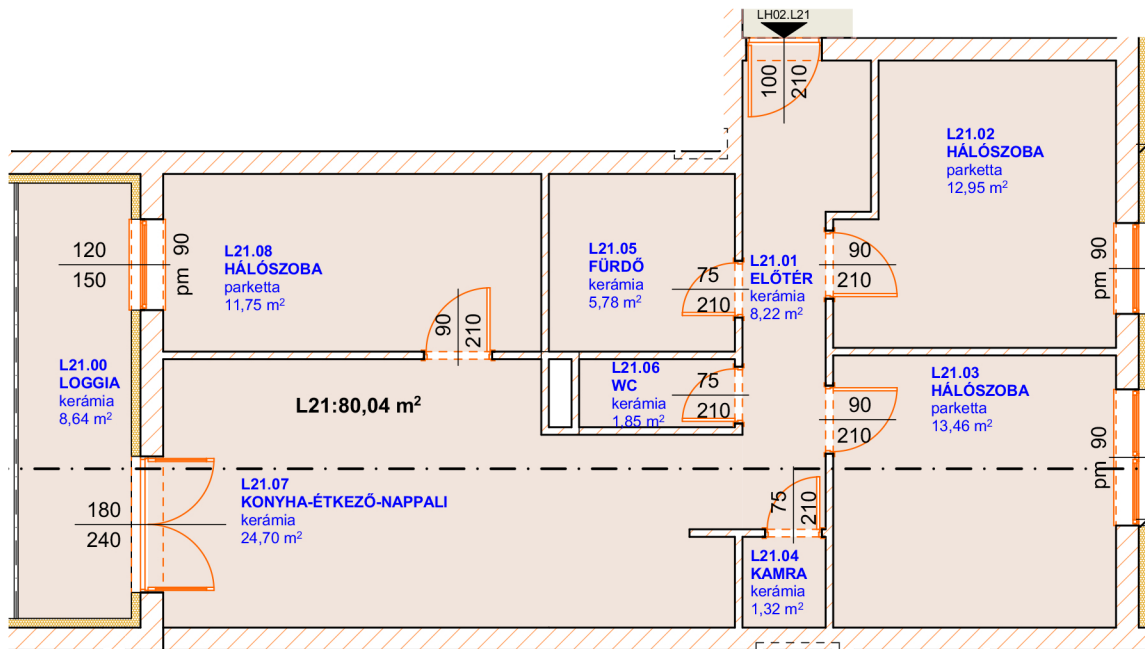 LH02.L21
100
210
L21.02
HÁLÓSZOBA
parketta
12,95 m²
120
150
pm 90
L21.08
HÁLÓSZOBA
parketta
11,75 m²
L21.05
FÜRDŐ
kerámia
5,78 m²
75
210
L21.01
ELŐTÉR
kerámia
8,22 m²
90
210
pm 90
90
210
L21.00
LOGGIA
kerámia
8,64 m²
L21:80,04 m²
L21.06
WC
kerámia
1,85 m²
75
210
90
210
L21.03
HÁLÓSZOBA
parketta
13,46 m²
pm 90
180
240
L21.07
KONYHA-ÉTKEZŐ-NAPPALI
kerámia
24,70 m²
75
210
L21.04
KAMRA
kerámia
1,32 m²